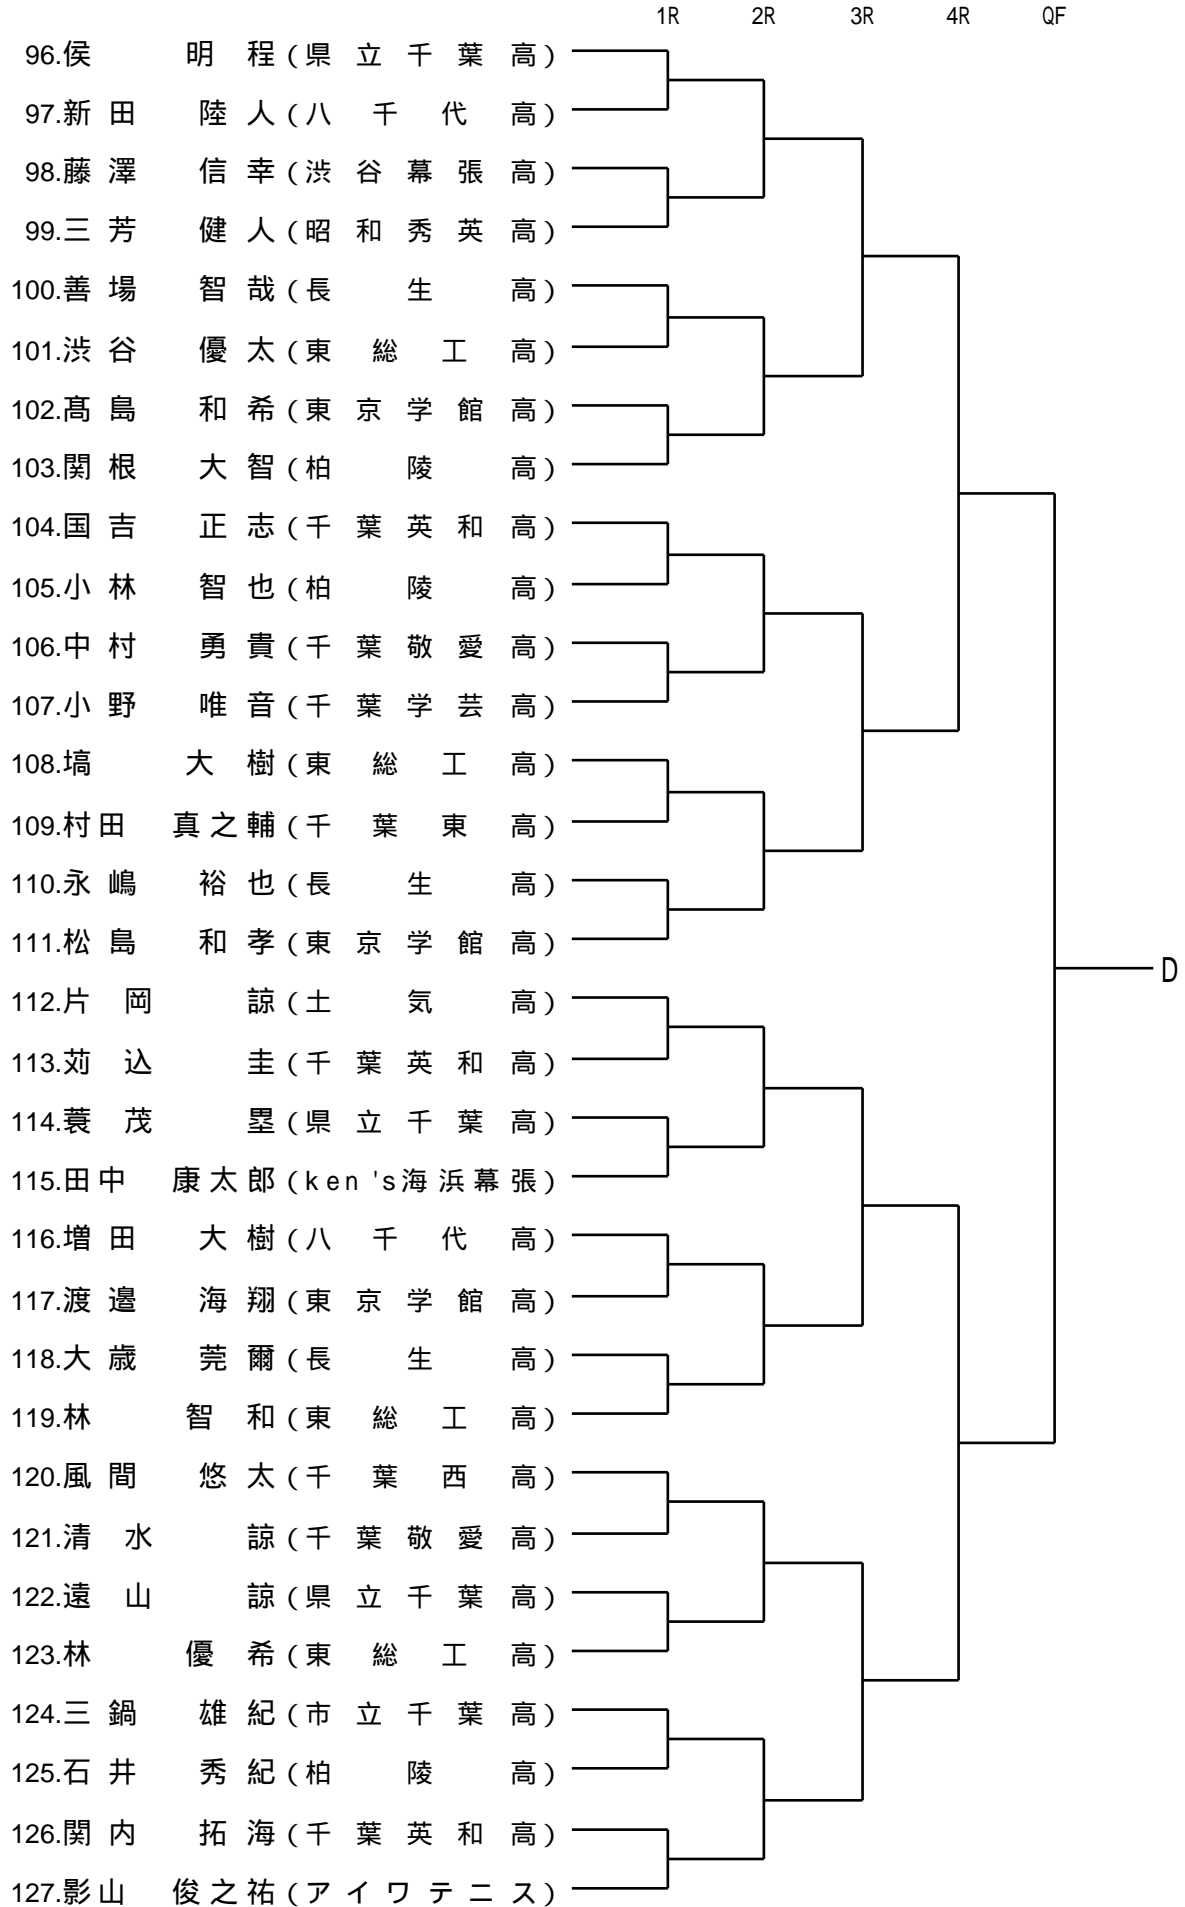 1R 2R 3R 4R QF
96.侯 明 程 (県 立 千 葉 高)
97.新 田 陸 人 (八 千 代 高)
98.藤 澤 信 幸 (渋 谷 幕 張 高)
99.三 芳 健 人 (昭 和 秀 英 高)
100.善 場 智 哉 (長 生 高)
101.渋 谷 優 太 (東 総 工 高)
102.髙 島 和 希 (東 京 学 館 高)
103.関 根 大 智 (柏 陵 高)
104.国 吉 正 志 (千 葉 英 和 高)
105.小 林 智 也 (柏 陵 高)
106.中 村 勇 貴 (千 葉 敬 愛 高)
107.小 野 唯 音 (千 葉 学 芸 高)
108.塙 大 樹 (東 総 工 高)
109.村 田 真 之 輔 (千 葉 東 高)
110.永 嶋 裕 也 (長 生 高)
111.松 島 和 孝 (東 京 学 館 高)
D
112.片 岡 諒 (土 気 高)
113.苅 込 圭 (千 葉 英 和 高)
114.蓑 茂 塁 (県 立 千 葉 高)
115.田 中 康 太 郎 (ken's海 浜 幕 張)
116.増 田 大 樹 (八 千 代 高)
117.渡 邉 海 翔 (東 京 学 館 高)
118.大 歳 莞 爾 (長 生 高)
119.林 智 和 (東 総 工 高)
120.風 間 悠 太 (千 葉 西 高)
121.清 水 諒 (千 葉 敬 愛 高)
122.遠 山 諒 (県 立 千 葉 高)
123.林 優 希 (東 総 工 高)
124.三 鍋 雄 紀 (市 立 千 葉 高)
125.石 井 秀 紀 (柏 陵 高)
126.関 内 拓 海 (千 葉 英 和 高)
127.影 山 俊 之 祐 (ア イ ワ テ ニ ス)